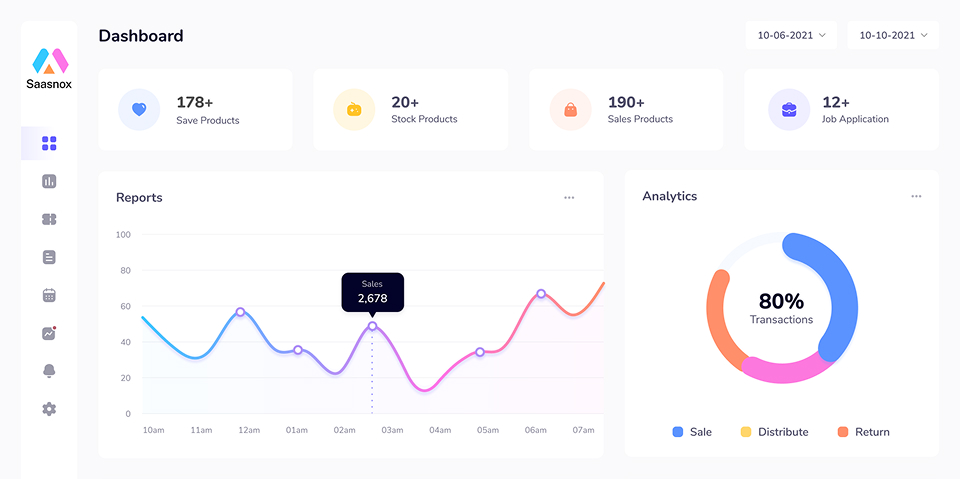 Saasnox
Dashboard
10-06-2021
10-10-2021
178+
Save Products
20+
Stock Products
190+
Sales Products
12+
Job Application
Reports
100
80
60
40
20
0
Sales
2,678
10am 11am 12am 01am 02am 03am 04am 05am 06am 07am
Analytics
80%
Transactions
Sale Distribute Return